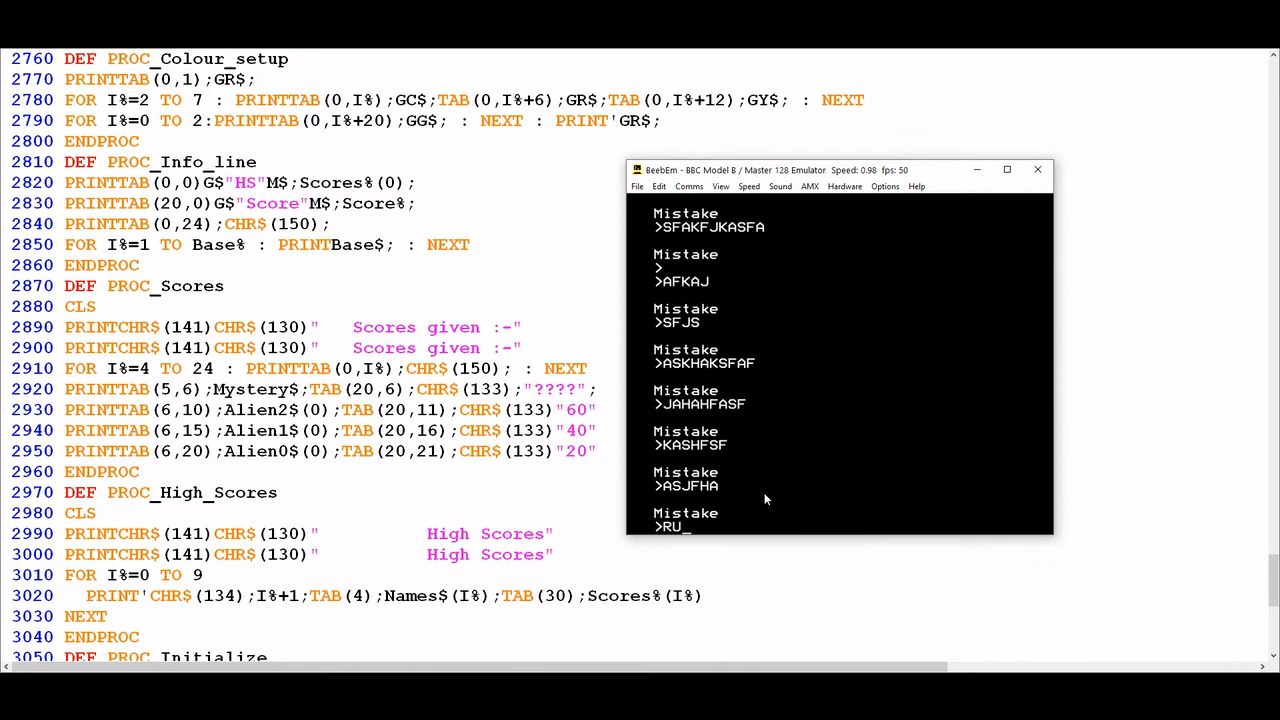 2760 DEF PROC_Colour_setup
2770 PRINTTAB(0,1);GR$;
2780 FOR I%=2 TO 7 : PRINTTAB(0,I%);GC$;TAB(0,I%+6);GR$;TAB(0,I%+12);GY$; : NEXT
2790 FOR I%=0 TO 2:PRINTTAB(0,I%+20);GG$; : NEXT : PRINT'GR$;
2800 ENDPROC
2810 DEF PROC_Info_line
2820 PRINTTAB(0,0)G$"HS"M$;Scores%(0);
2830 PRINTTAB(20,0)G$"Score"M$;Score%;
2840 PRINTTAB(0,24);CHR$(150);
2850 FOR I%=1 TO Base% : PRINTBase$; : NEXT
2860 ENDPROC
2870 DEF PROC_Scores
2880 CLS
2890 PRINTCHR$(141)CHR$(130)"    Scores given :-"
2900 PRINTCHR$(141)CHR$(130)"    Scores given :-"
2910 FOR I%=4 TO 24 : PRINTTAB(0,I%);CHR$(150); : NEXT
2920 PRINTTAB(5,6);Mystery$;TAB(20,6);CHR$(133);"????";
2930 PRINTTAB(6,10);Alien2$(0);TAB(20,11);CHR$(133)"60"
2940 PRINTTAB(6,15);Alien1$(0);TAB(20,16);CHR$(133)"40"
2950 PRINTTAB(6,20);Alien0$(0);TAB(20,21);CHR$(133)"20"
2960 ENDPROC
2970 DEF PROC_High_Scores
2980 CLS
2990 PRINTCHR$(141)CHR$(130)"             High Scores"
3000 PRINTCHR$(141)CHR$(130)"             High Scores"
3010 FOR I%=0 TO 9
3020   PRINT'CHR$(134);I%+1;TAB(4);Names$(I%);TAB(30);Scores%(I%)
3030 NEXT
3040 ENDPROC
3050 DEF PROC_Initialize
BeebEm - BBC Model B / Master 128 Emulator Speed: 0.98 fps: 50
File Edit Comms View Speed Sound AMX Hardware Options Help
Mistake
>SFAKFJKASFA
Mistake
>
>AFKAJ
Mistake
>SFJS
Mistake
>ASKHAKSFAF
Mistake
>JAHAHFASF
Mistake
>KASHFSF
Mistake
>ASJFHA
Mistake
>RU_